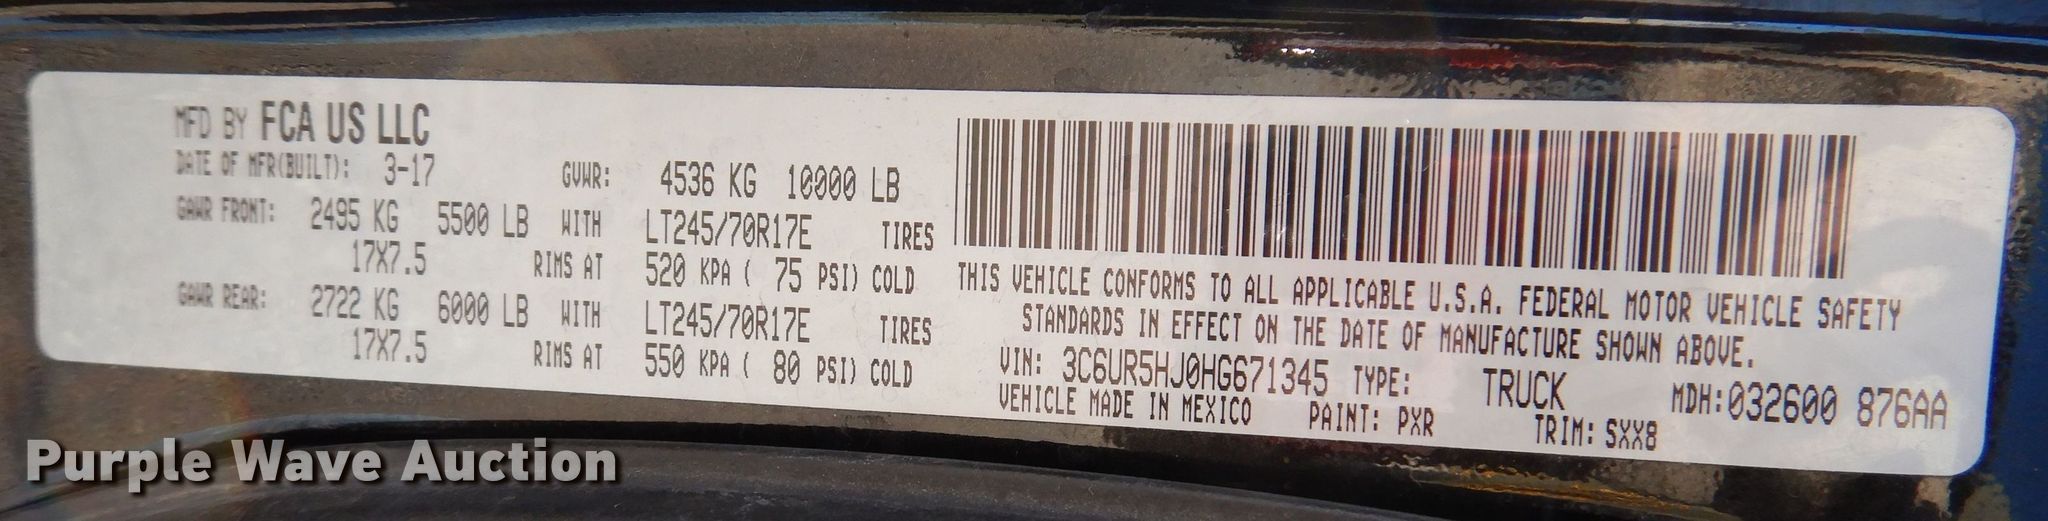 MFD BY FCA US LLC
DATE OF MFR(BUILT): 3-17 GVWR: 4536 KG 10000 LB
GAWR FRONT: 2495 KG 5500 LB WITH LT245/70R17E TIRES
17X7.5 RIMS AT 520 KPA ( 75 PSI) COLD
GAWR REAR: 2722 KG 6000 LB WITH LT245/70R17E TIRES
17X7.5 RIMS AT 550 KPA ( 80 PSI) COLD
THIS VEHICLE CONFORMS TO ALL APPLICABLE U.S.A. FEDERAL MOTOR VEHICLE SAFETY
STANDARDS IN EFFECT ON THE DATE OF MANUFACTURE SHOWN ABOVE.
VIN: 3C6UR5HJ0HG671345 TYPE: TRUCK MDH:032600 876AA
VEHICLE MADE IN MEXICO PAINT: PXR TRIM: SXX8
Purple Wave Auction